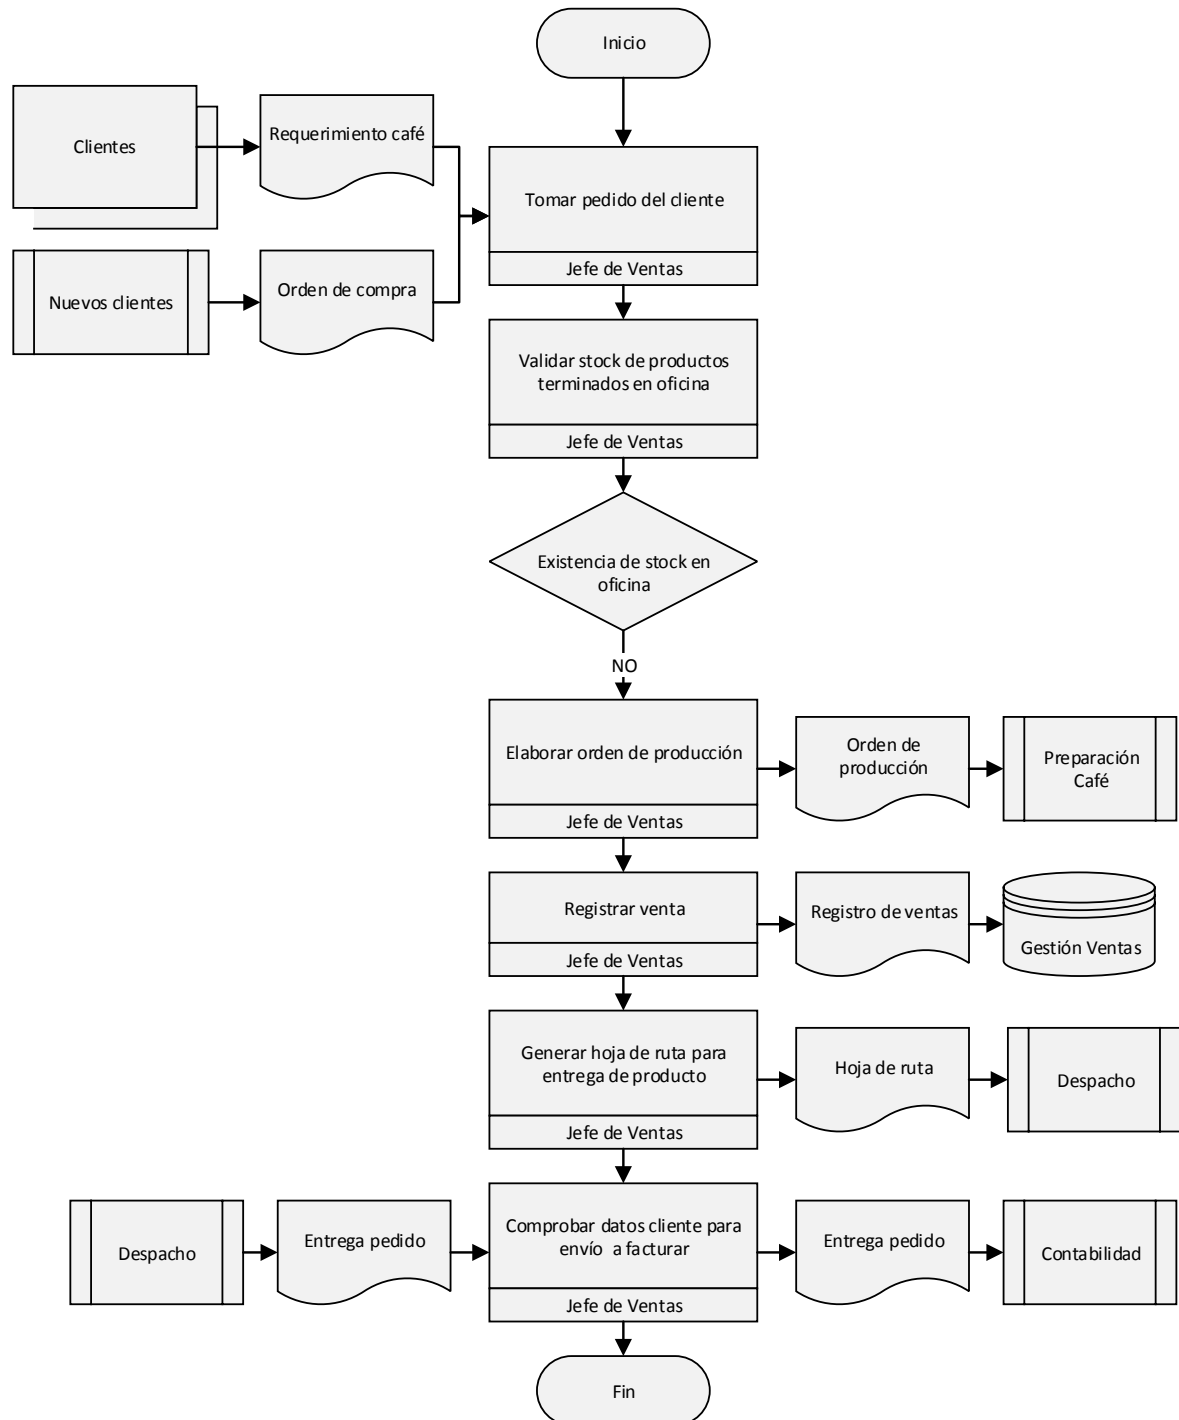 Inicio
Clientes
Requerimiento café
Tomar pedido del cliente
Jefe de Ventas
Nuevos clientes
Orden de compra
Validar stock de productos
terminados en oficina
Jefe de Ventas
Existencia de stock en
oficina
NO
Elaborar orden de producción
Jefe de Ventas
Orden de
producción
Preparación
Café
Registrar venta
Jefe de Ventas
Registro de ventas
Gestión Ventas
Generar hoja de ruta para
entrega de producto
Jefe de Ventas
Hoja de ruta
Despacho
Despacho
Entrega pedido
Comprobar datos cliente para
envío a facturar
Jefe de Ventas
Entrega pedido
Contabilidad
Fin